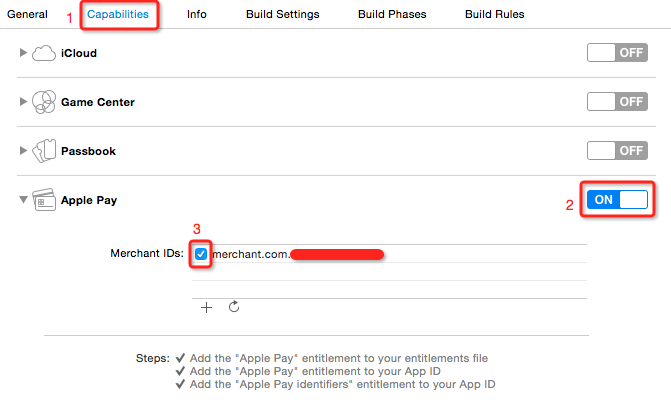 General Capabilities Info Build Settings Build Phases Build Rules
1
iCloud OFF
Game Center OFF
Passbook OFF
Apple Pay 2 ON
3
Merchant IDs: merchant.com.
Steps: ✓ Add the "Apple Pay" entitlement to your entitlements file
✓ Add the "Apple Pay" entitlement to your App ID
✓ Add the "Apple Pay identifiers" entitlement to your App ID